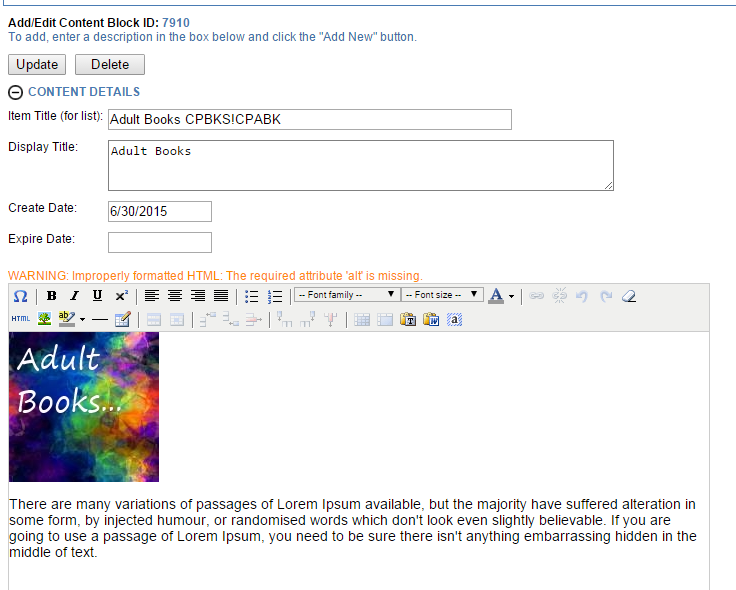 Add/Edit Content Block ID: 7910
To add, enter a description in the box below and click the "Add New" button.
Update Delete
CONTENT DETAILS
Item Title (for list): Adult Books CPBKS!CPABK
Display Title: Adult Books
Create Date: 6/30/2015
Expire Date:
WARNING: Improperly formatted HTML: The required attribute 'alt' is missing.
Ω B I U x² -- Font family -- -- Font size -- A
HTML ab T W a
Adult
Books...
There are many variations of passages of Lorem Ipsum available, but the majority have suffered alteration in
some form, by injected humour, or randomised words which don't look even slightly believable. If you are
going to use a passage of Lorem Ipsum, you need to be sure there isn't anything embarrassing hidden in the
middle of text.